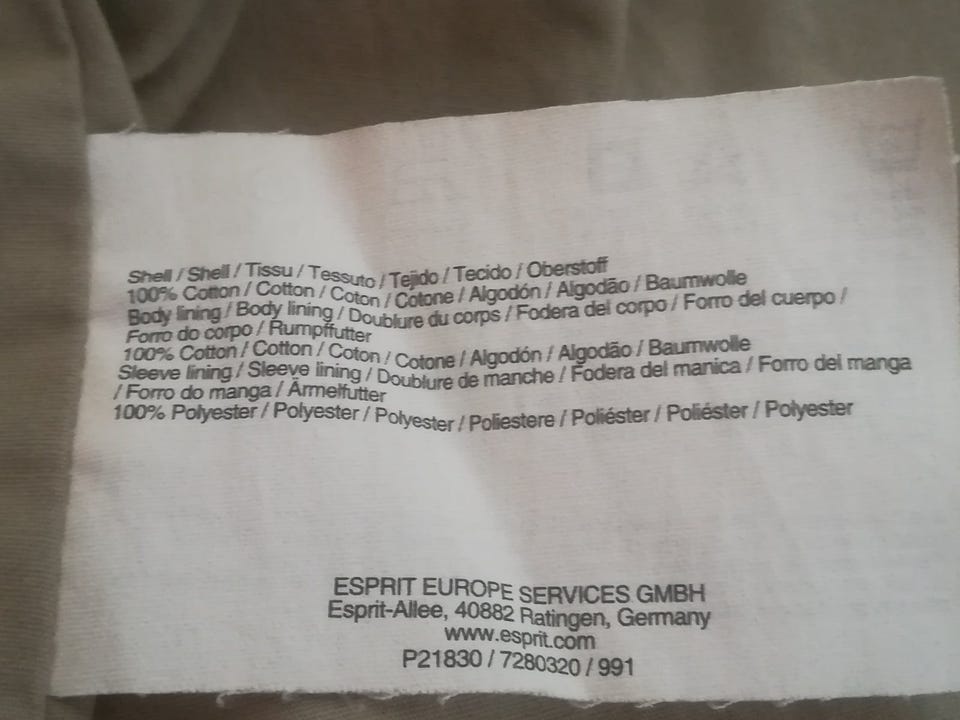 Shell / Shell / Tissu / Tessuto / Tejido / Tecido / Oberstoff
100% Cotton / Cotton / Coton / Cotone / Algodón / Algodão / Baumwolle
Body lining / Body lining / Doublure du corps / Fodera del corpo / Forro del cuerpo /
Forro do corpo / Rumpffutter
100% Cotton / Cotton / Coton / Cotone / Algodón / Algodão / Baumwolle
Sleeve lining / Sleeve lining / Doublure de manche / Fodera del manica / Forro del manga
/ Forro do manga / Ärmelfutter
100% Polyester / Polyester / Polyester / Poliestere / Poliéster / Poliéster / Polyester
ESPRIT EUROPE SERVICES GMBH
Esprit-Allee, 40882 Ratingen, Germany
www.esprit.com
P21830 / 7280320 / 991